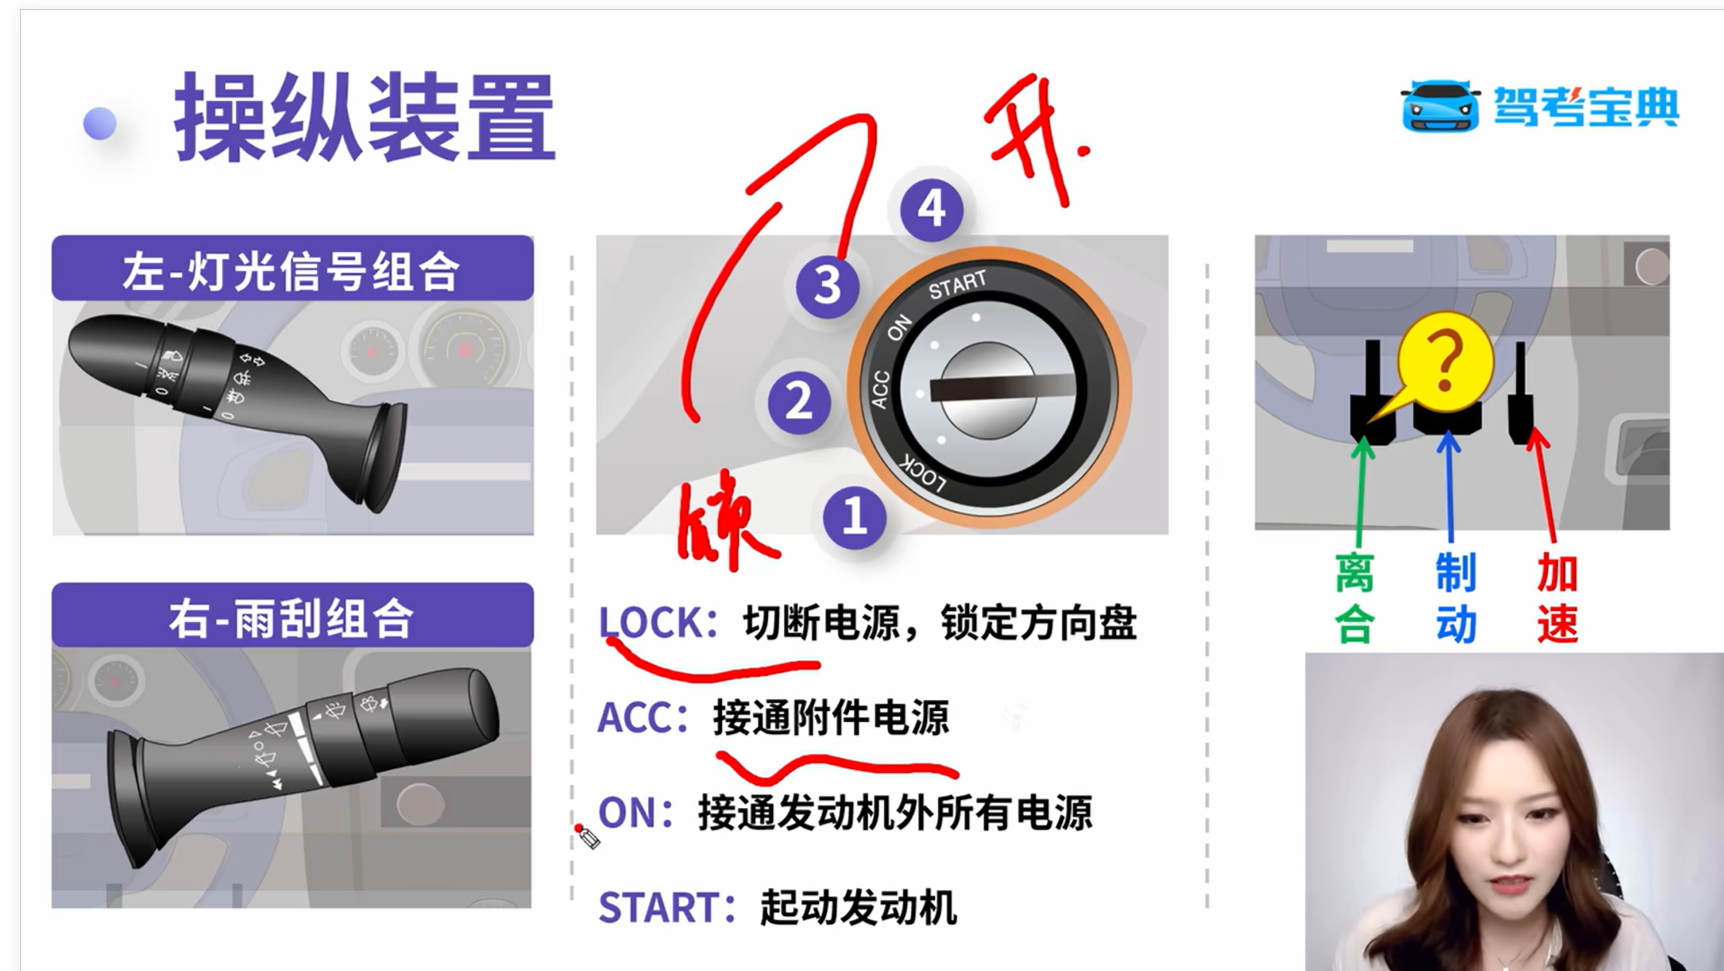 操纵装置
驾考宝典
开.
左-灯光信号组合
4
3
2
1
START
ON
ACC
LOCK
?
锁
离合
制动
加速
右-雨刮组合
LOCK：切断电源，锁定方向盘
ACC：接通附件电源
ON：接通发动机外所有电源
START：起动发动机